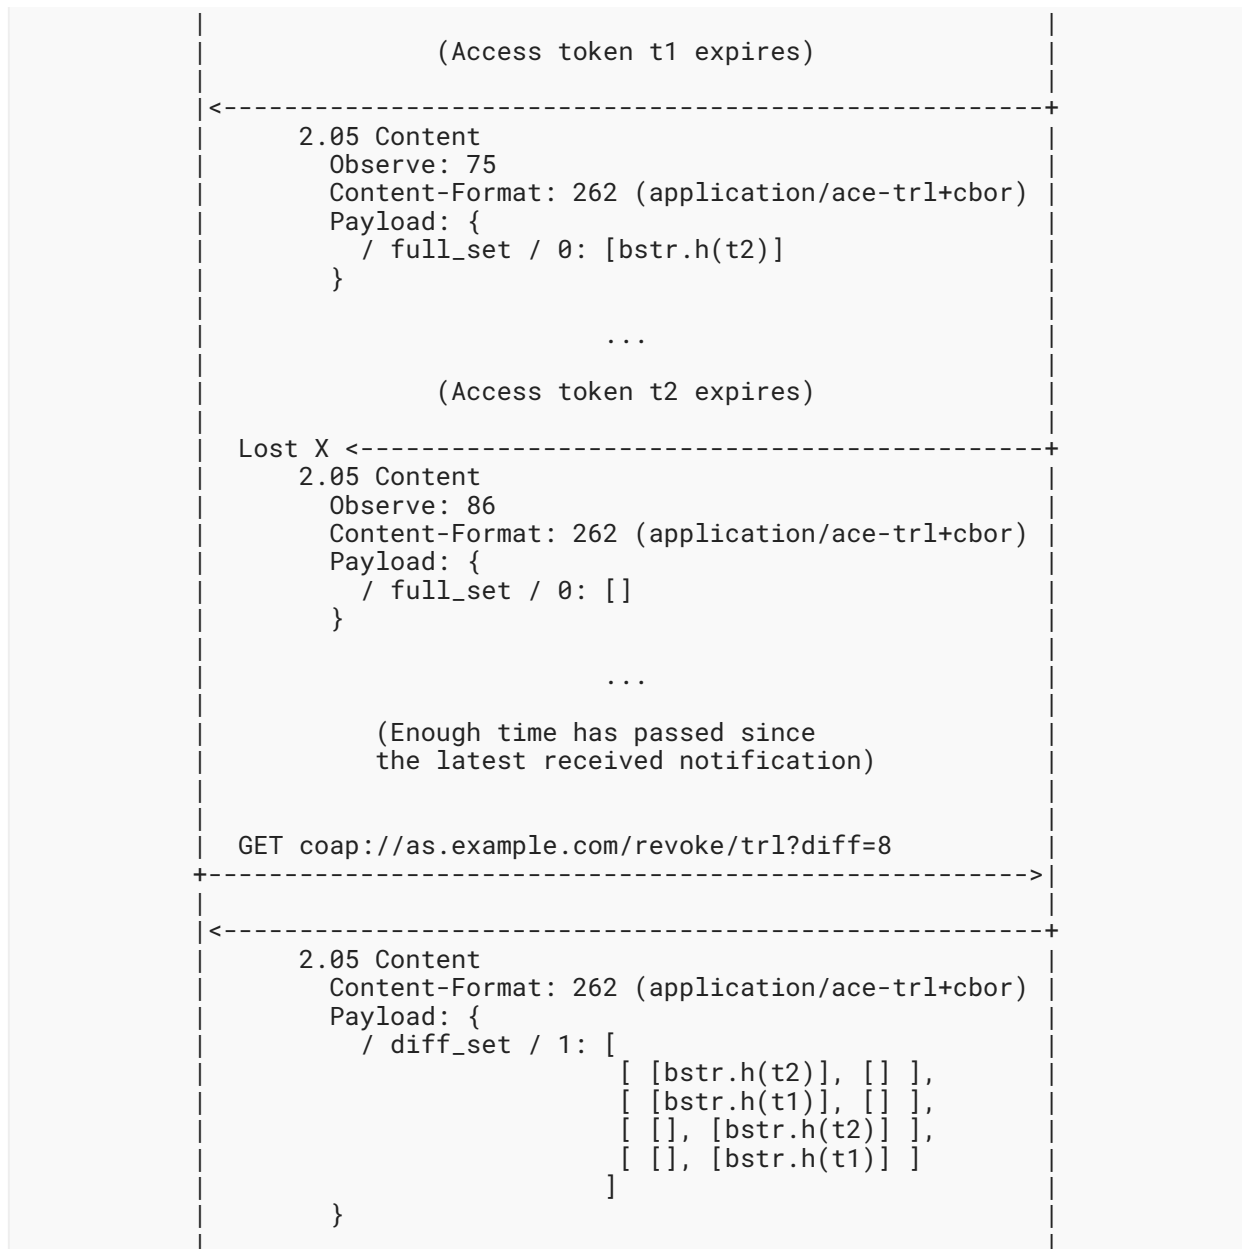 |                                                       |
|               (Access token t1 expires)               |
|                                                       |
|<------------------------------------------------------+
|      2.05 Content                                     |
|        Observe: 75                                    |
|        Content-Format: 262 (application/ace-trl+cbor) |
|        Payload: {                                     |
|          / full_set / 0: [bstr.h(t2)]                 |
|        }                                              |
|                                                       |
|                          ...                          |
|                                                       |
|               (Access token t2 expires)               |
|                                                       |
|  Lost X <---------------------------------------------+
|      2.05 Content                                     |
|        Observe: 86                                    |
|        Content-Format: 262 (application/ace-trl+cbor) |
|        Payload: {                                     |
|          / full_set / 0: []                           |
|        }                                              |
|                                                       |
|                          ...                          |
|                                                       |
|           (Enough time has passed since               |
|           the latest received notification)           |
|                                                       |
|                                                       |
|  GET coap://as.example.com/revoke/trl?diff=8          |
+------------------------------------------------------>|
|                                                       |
|<------------------------------------------------------+
|      2.05 Content                                     |
|        Content-Format: 262 (application/ace-trl+cbor) |
|        Payload: {                                     |
|          / diff_set / 1: [                            |
|                           [ [bstr.h(t2)], [] ],       |
|                           [ [bstr.h(t1)], [] ],       |
|                           [ [], [bstr.h(t2)] ],       |
|                           [ [], [bstr.h(t1)] ]        |
|                          ]                            |
|        }                                              |
|                                                       |